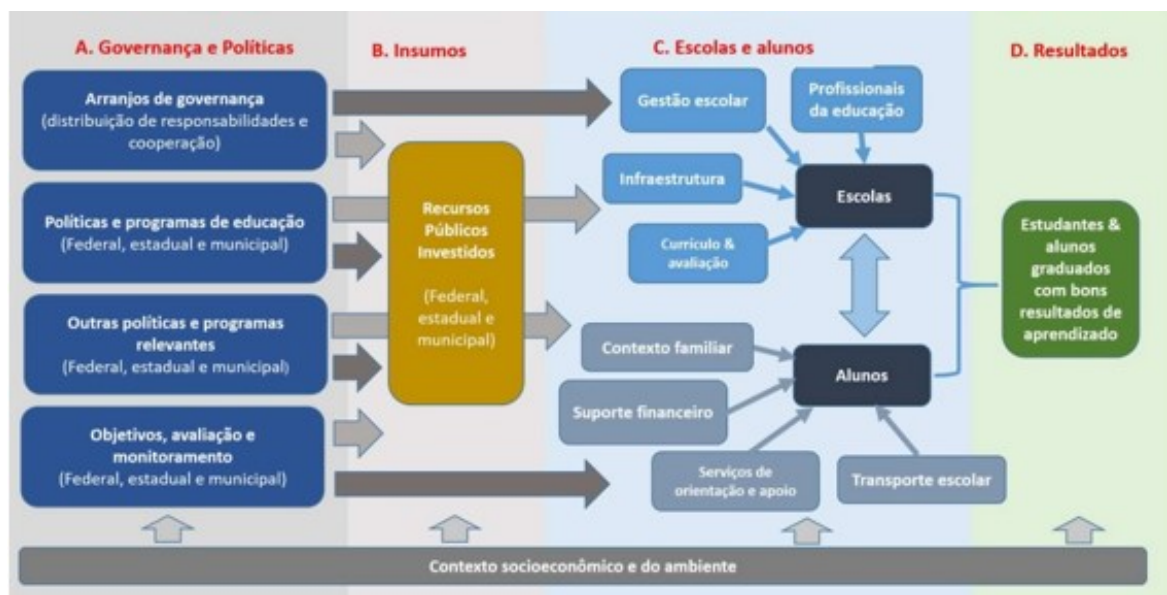 A. Governança e Políticas
Arranjos de governança
(distribuição de responsabilidades e
cooperação)
Políticas e programas de educação
(Federal, estadual e municipal)
Outras políticas e programas
relevantes
(Federal, estadual e municipal)
Objetivos, avaliação e
monitoramento
(Federal, estadual e municipal)
B. Insumos
Recursos
Públicos
Investidos
(Federal,
estadual e
municipal)
C. Escolas e alunos
Gestão escolar
Profissionais
da educação
Infraestrutura
Escolas
Currículo &
avaliação
Contexto familiar
Alunos
Suporte financeiro
Serviços de
orientação e apoio
Transporte escolar
D. Resultados
Estudantes &
alunos
graduados
com bons
resultados de
aprendizado
Contexto socioeconômico e do ambiente